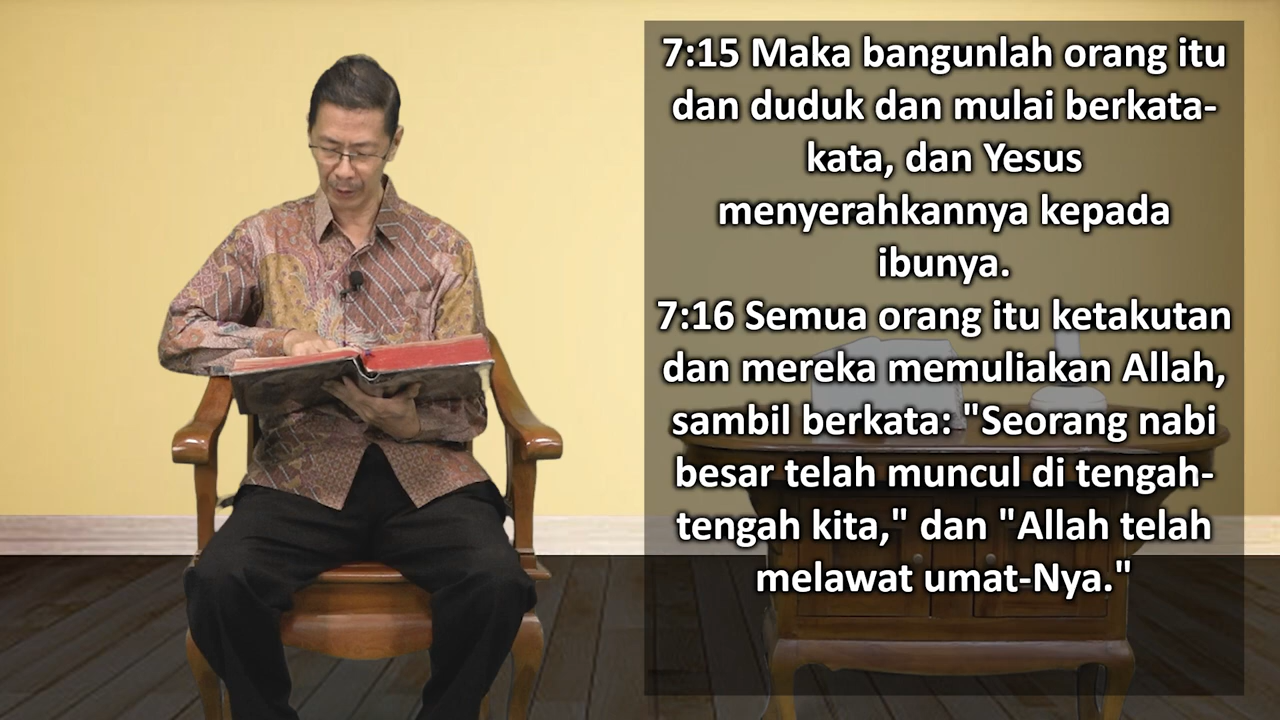 7:15 Maka bangunlah orang itu
dan duduk dan mulai berkata-
kata, dan Yesus
menyerahkannya kepada
ibunya.
7:16 Semua orang itu ketakutan
dan mereka memuliakan Allah,
sambil berkata: "Seorang nabi
besar telah muncul di tengah-
tengah kita," dan "Allah telah
melawat umat-Nya."